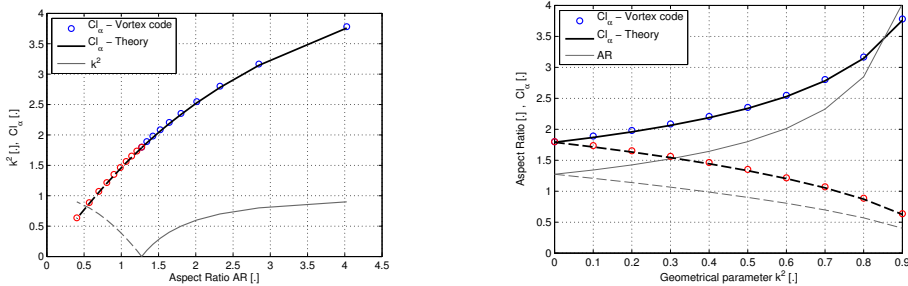 4
3.5
3
2.5
2
1.5
1
0.5
0
0 0.5 1 1.5 2 2.5 3 3.5 4 4.5
Aspect Ratio AR [.]
k² [.], Cl_α [.]
Cl_α − Vortex code
Cl_α − Theory
k²
4
3.5
3
2.5
2
1.5
1
0.5
0
0 0.1 0.2 0.3 0.4 0.5 0.6 0.7 0.8 0.9
Geometrical parameter k² [.]
Aspect Ratio [.] , Cl_α [.]
Cl_α − Vortex code
Cl_α − Theory
AR